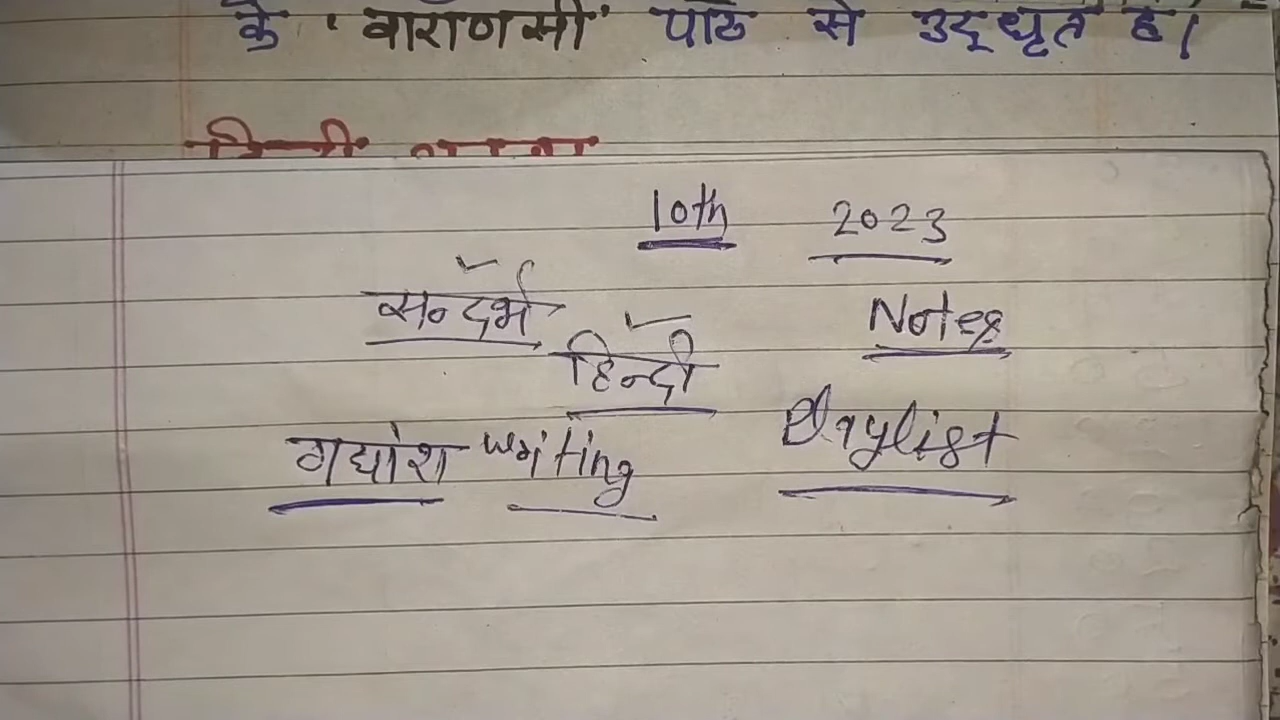 के 'वाराणसी' पाठ से उद्धृत है।
10th 2023
सन्दर्भ Notes
हिन्दी
गद्यांश writing Playlist